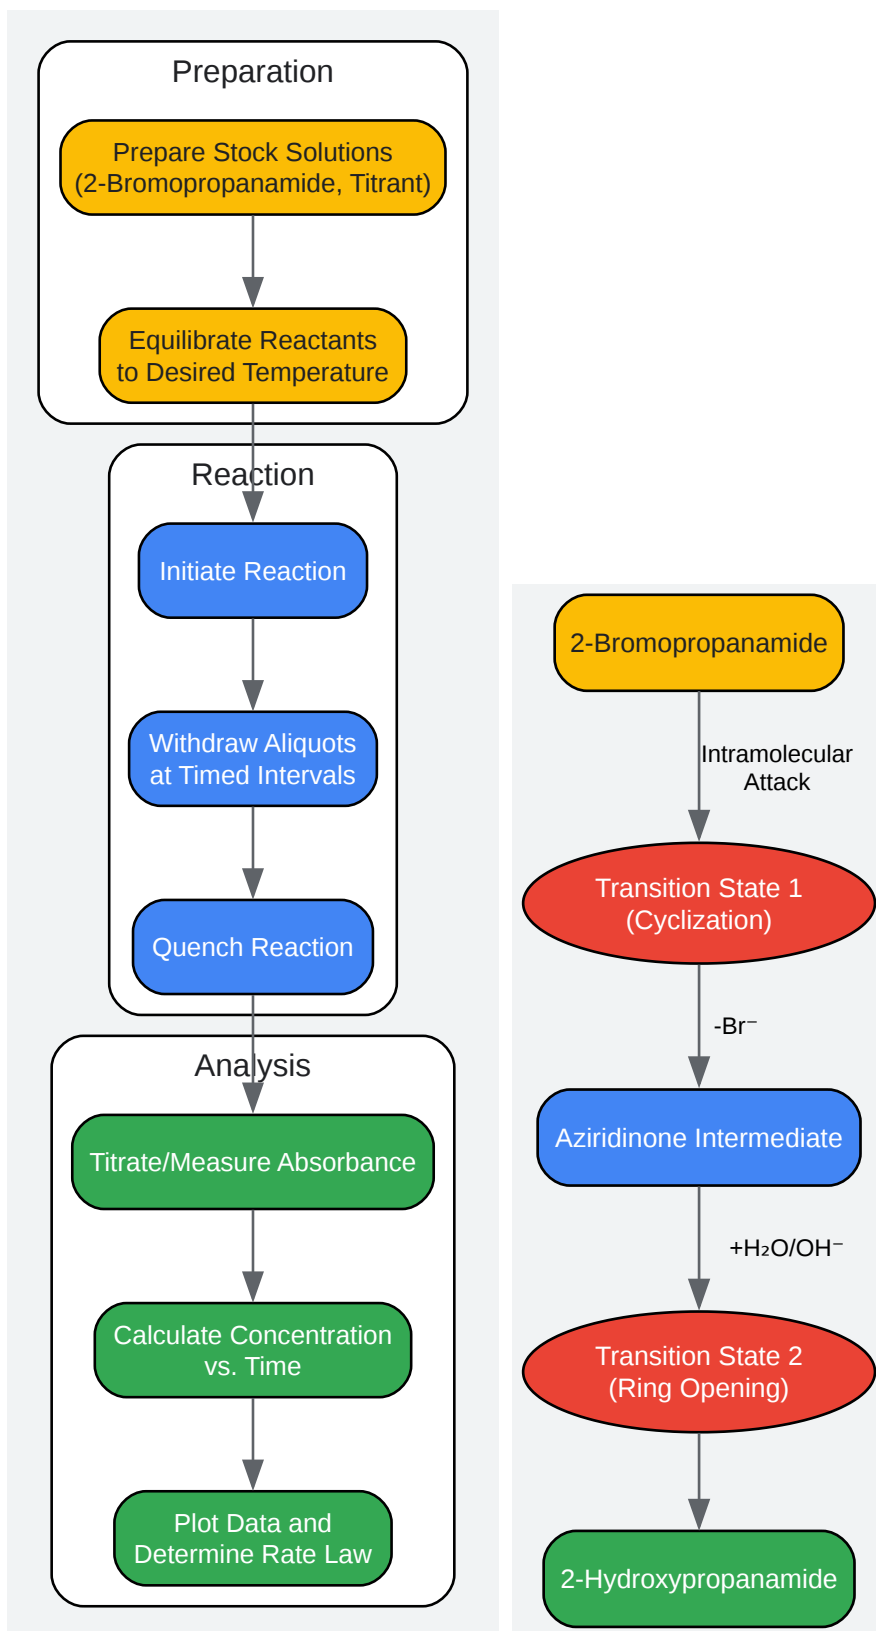 Preparation
Prepare Stock Solutions
(2-Bromopropanamide, Titrant)
Equilibrate Reactants
to Desired Temperature
Reaction
Initiate Reaction
Withdraw Aliquots
at Timed Intervals
Quench Reaction
Analysis
Titrate/Measure Absorbance
Calculate Concentration
vs. Time
Plot Data and
Determine Rate Law
2-Bromopropanamide
Intramolecular
Attack
Transition State 1
(Cyclization)
-Br⁻
Aziridinone Intermediate
+H₂O/OH⁻
Transition State 2
(Ring Opening)
2-Hydroxypropanamide